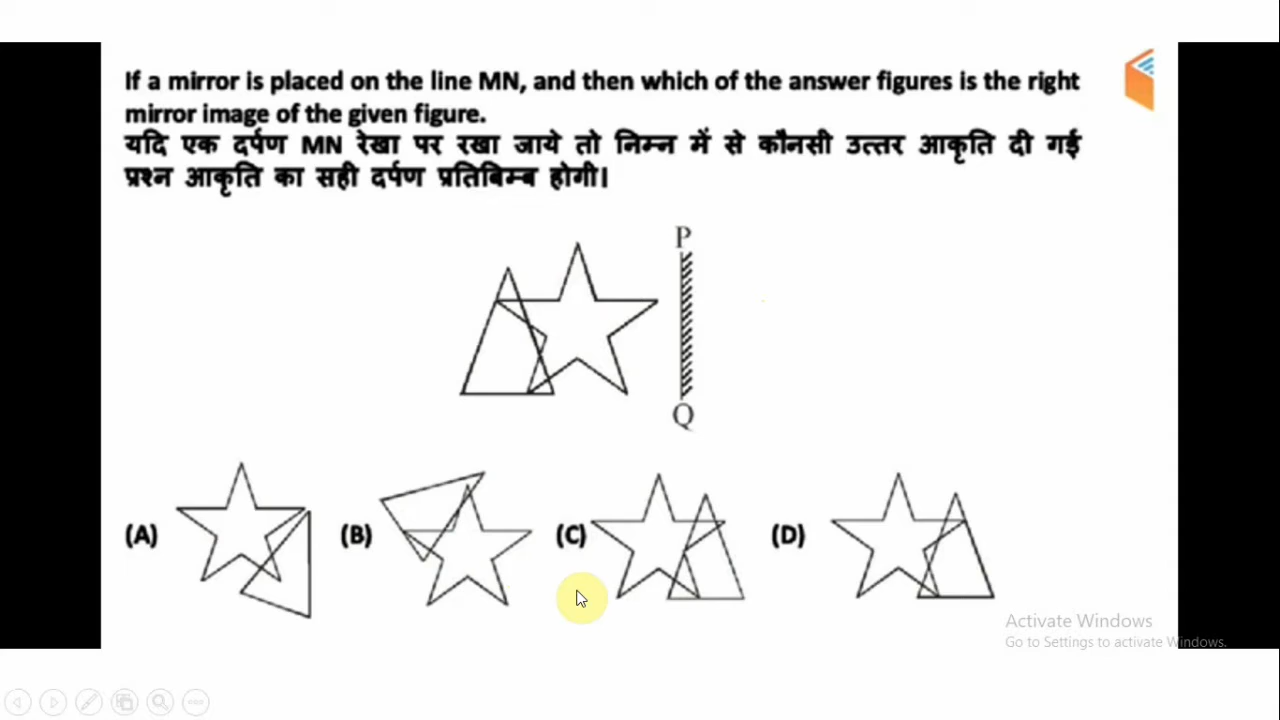 If a mirror is placed on the line MN, and then which of the answer figures is the right
mirror image of the given figure.
यदि एक दर्पण MN रेखा पर रखा जाये तो निम्न में से कौनसी उत्तर आकृति दी गई
प्रश्न आकृति का सही दर्पण प्रतिबिम्ब होगी।
P
Q
(A) (B) (C) (D)
Activate Windows
Go to Settings to activate Windows.